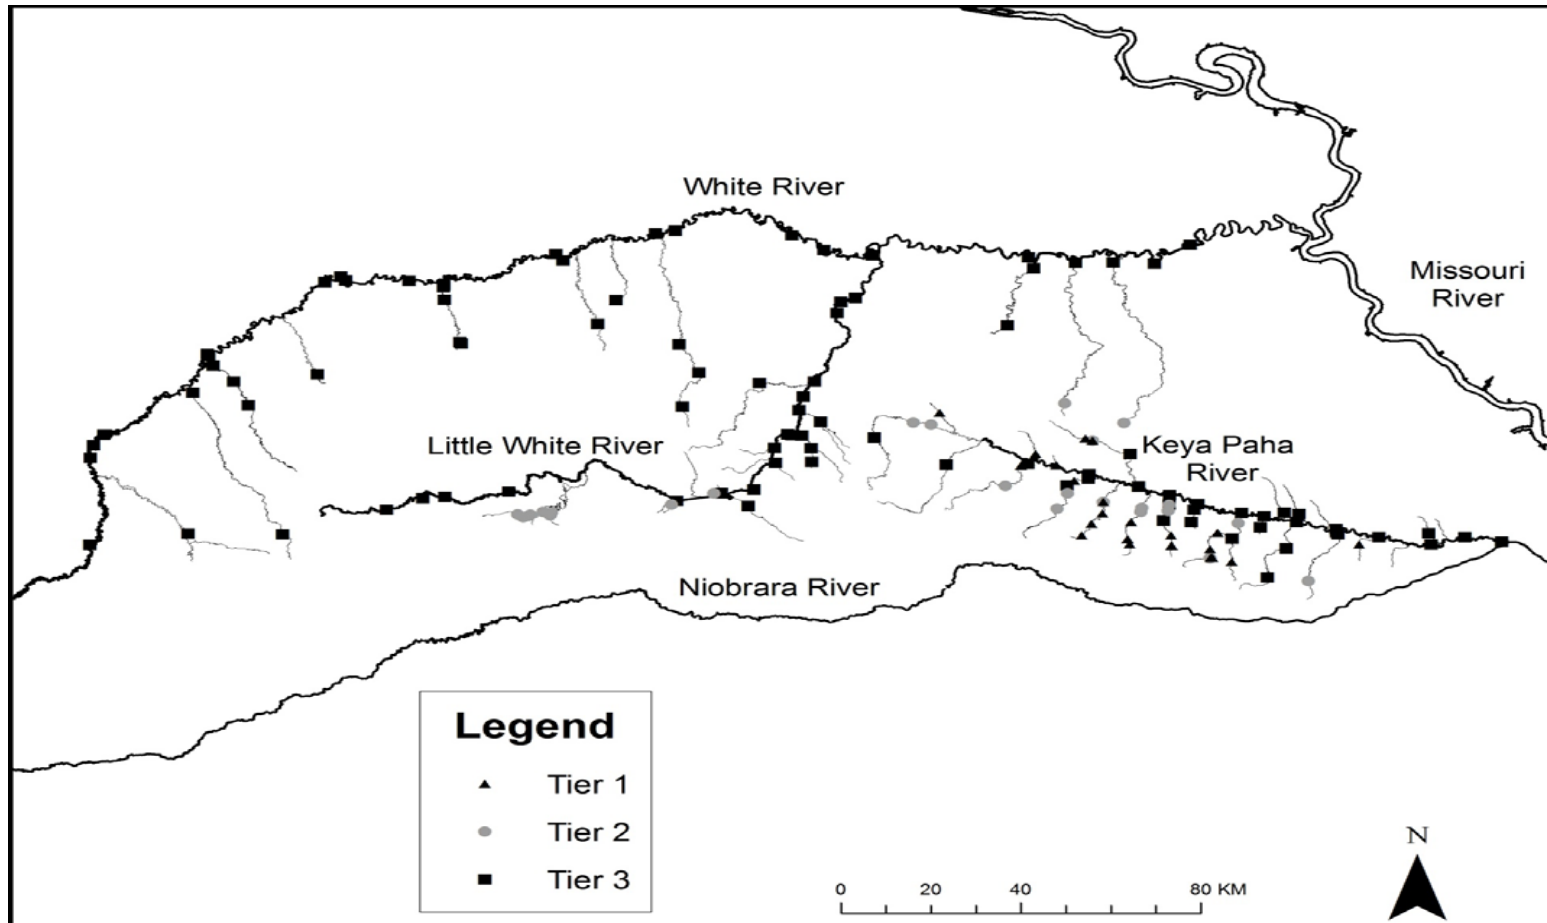 White River
Missouri
River
Little White River
Keya Paha
River
Niobrara River
Legend
Tier 1
Tier 2
Tier 3
N
0 20 40 80 KM